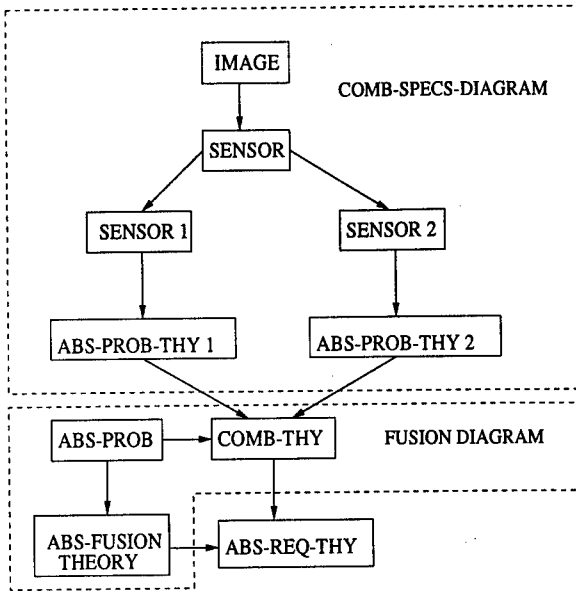 IMAGE
COMB-SPECS-DIAGRAM
SENSOR
SENSOR 1
SENSOR 2
ABS-PROB-THY 1
ABS-PROB-THY 2
ABS-PROB
COMB-THY
FUSION DIAGRAM
ABS-FUSION
THEORY
ABS-REQ-THY